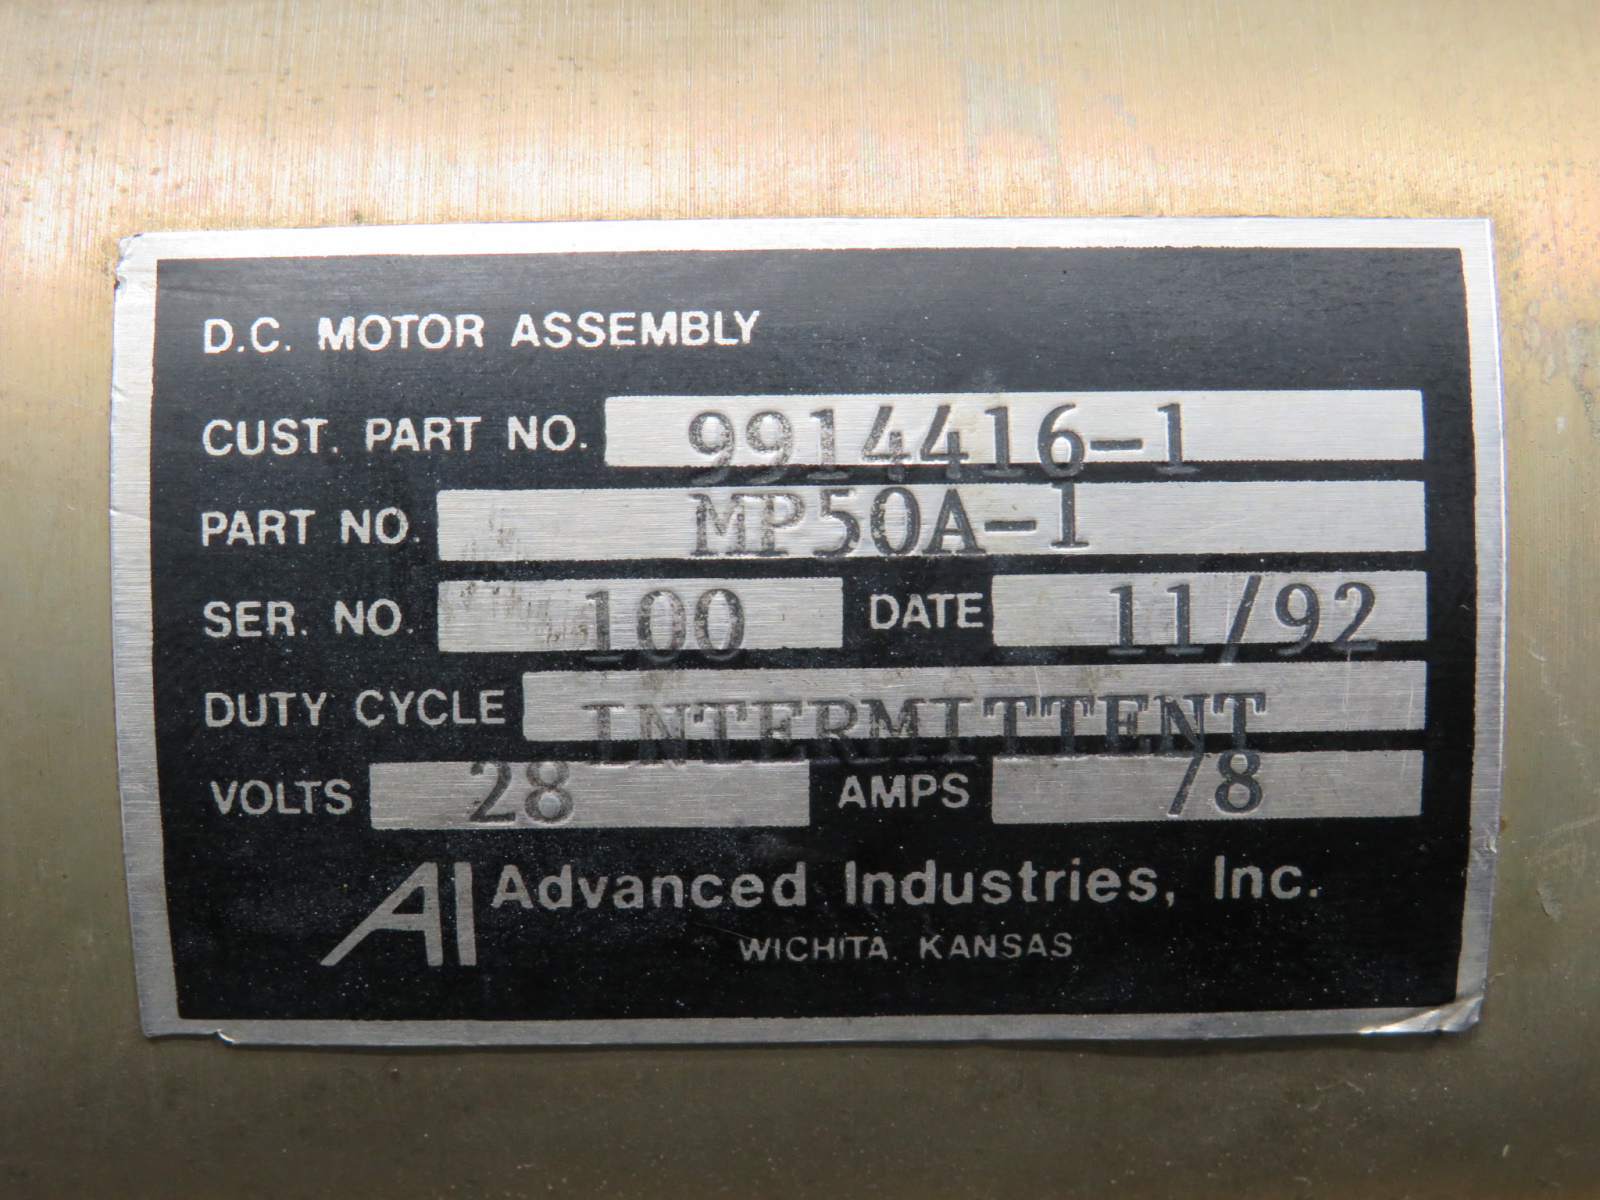 D.C. MOTOR ASSEMBLY
CUST. PART NO. 9914416-1
PART NO. MP50A-1
SER. NO. 100 DATE 11/92
DUTY CYCLE INTERMITTENT
VOLTS 28 AMPS 78
AI Advanced Industries, Inc.
WICHITA, KANSAS